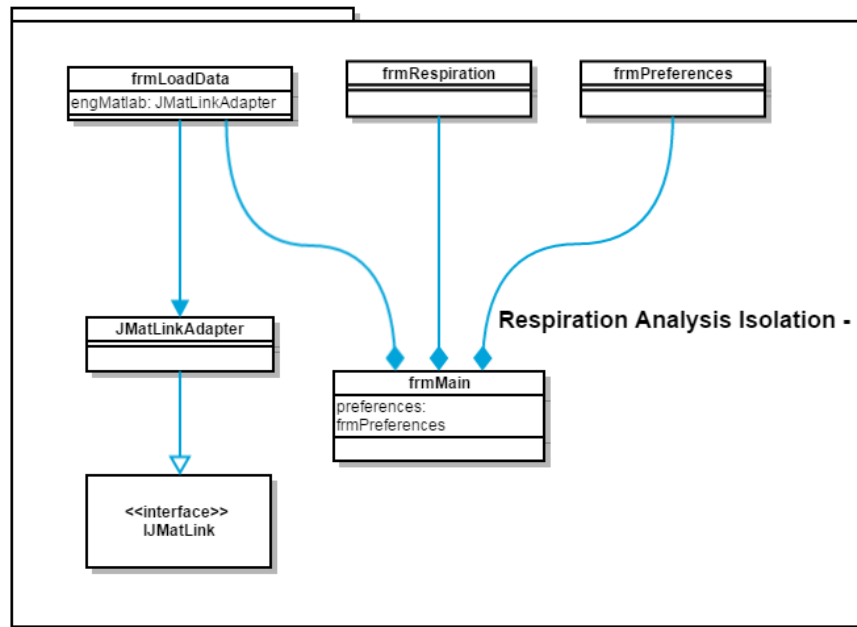 frmLoadData
engMatlab: JMatLinkAdapter
frmRespiration
frmPreferences
JMatLinkAdapter
Respiration Analysis Isolation -
frmMain
preferences:
frmPreferences
<<interface>>
IJMatLink